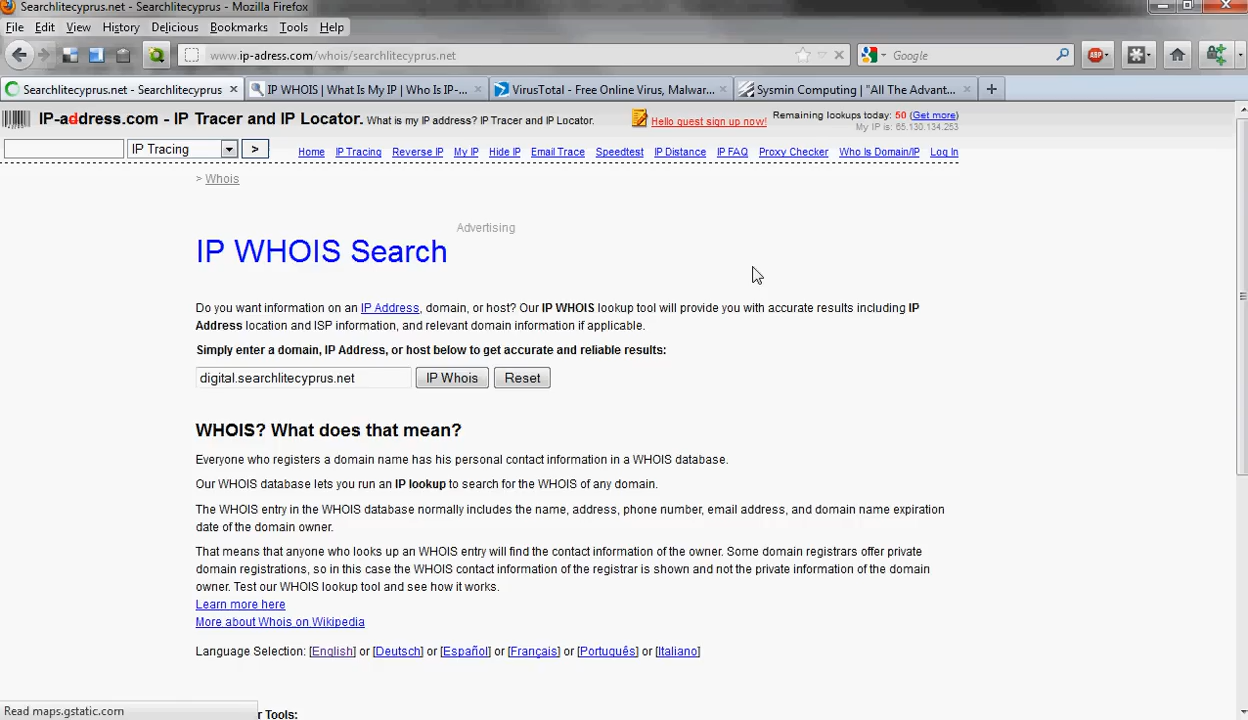 Searchlitecyprus.net - Searchlitecyprus - Mozilla Firefox
File Edit View History Delicious Bookmarks Tools Help
www.ip-adress.com/whois/searchlitecyprus.net Google
Searchlitecyprus.net - Searchlitecyprus IP WHOIS | What Is My IP | Who Is IP-... VirusTotal - Free Online Virus, Malwar... Sysmin Computing | "All The Advant...
IP-address.com - IP Tracer and IP Locator. What is my IP address? IP Tracer and IP Locator. Hello guest sign up now! Remaining lookups today: 50 (Get more)
My IP is: 65.130.134.253
IP Tracing > Home IP Tracing Reverse IP My IP Hide IP Email Trace Speedtest IP Distance IP FAQ Proxy Checker Who Is Domain/IP Log In
> Whois
Advertising
IP WHOIS Search
Do you want information on an IP Address, domain, or host? Our IP WHOIS lookup tool will provide you with accurate results including IP
Address location and ISP information, and relevant domain information if applicable.
Simply enter a domain, IP Address, or host below to get accurate and reliable results:
digital.searchlitecyprus.net IP Whois Reset
WHOIS? What does that mean?
Everyone who registers a domain name has his personal contact information in a WHOIS database.
Our WHOIS database lets you run an IP lookup to search for the WHOIS of any domain.
The WHOIS entry in the WHOIS database normally includes the name, address, phone number, email address, and domain name expiration
date of the domain owner.
That means that anyone who looks up an WHOIS entry will find the contact information of the owner. Some domain registrars offer private
domain registrations, so in this case the WHOIS contact information of the registrar is shown and not the private information of the domain
owner. Test our WHOIS lookup tool and see how it works.
Learn more here
More about Whois on Wikipedia
Language Selection: [English] or [Deutsch] or [Español] or [Français] or [Português] or [Italiano]
Read maps.gstatic.com
r Tools: